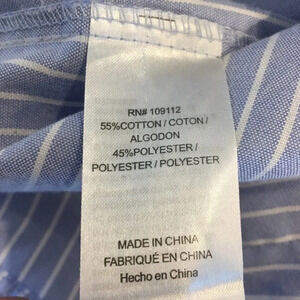 RN# 109112
55%COTTON / COTON /
ALGODON
45%POLYESTER /
POLYESTER / POLYESTER
MADE IN CHINA
FABRIQUÉ EN CHINA
Hecho en China